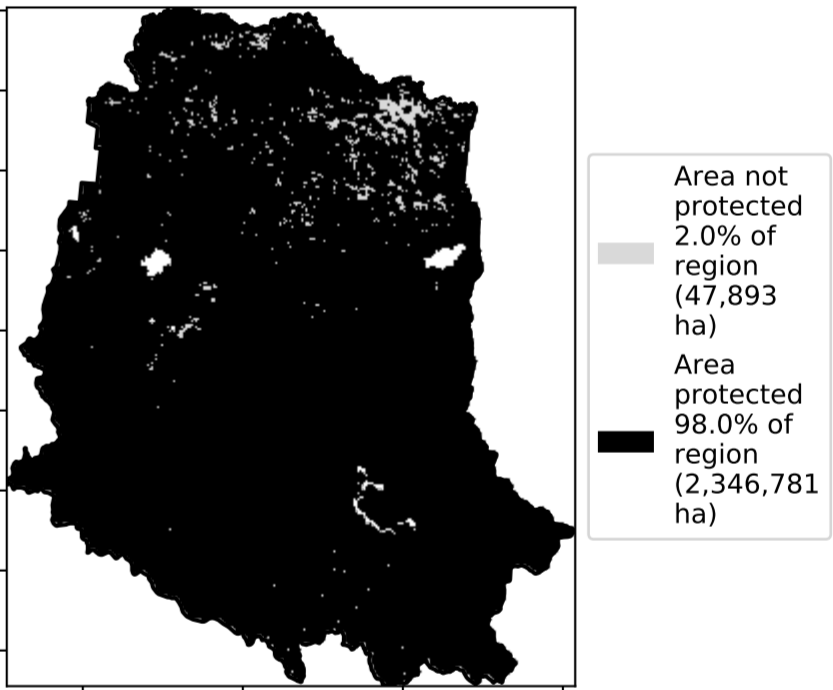 Area not
protected
2.0% of
region
(47,893
ha)
Area
protected
98.0% of
region
(2,346,781
ha)